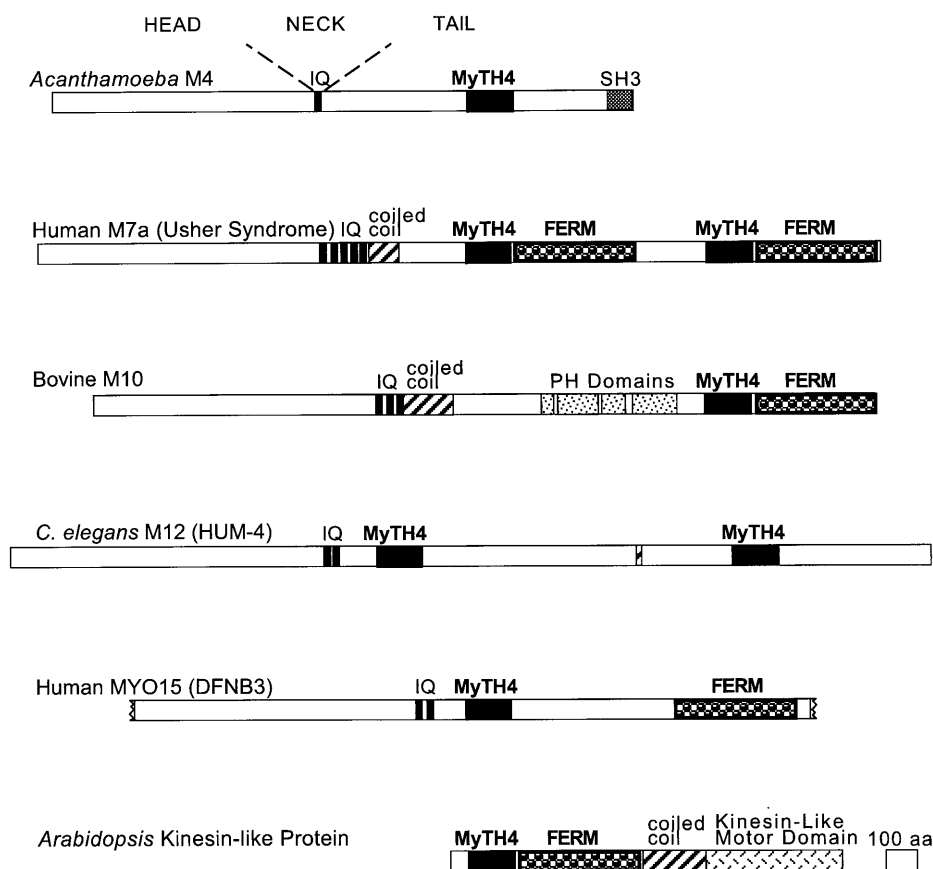 HEAD NECK TAIL
Acanthamoeba M4 IQ MyTH4 SH3
Human M7a (Usher Syndrome) IQ coiled coil MyTH4 FERM MyTH4 FERM
Bovine M10 IQ coiled coil PH Domains MyTH4 FERM
C. elegans M12 (HUM-4) IQ MyTH4 MyTH4
Human MYO15 (DFNB3) IQ MyTH4 FERM
Arabidopsis Kinesin-like Protein MyTH4 FERM coiled coil Kinesin-Like Motor Domain 100 aa